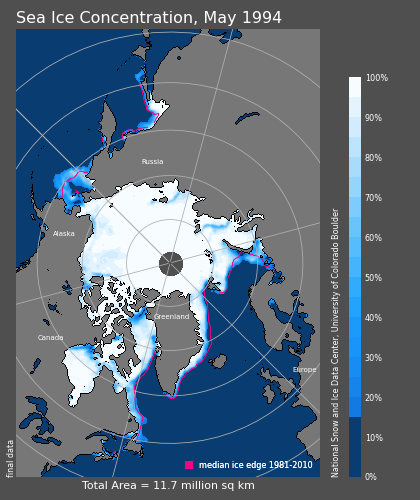 Sea Ice Concentration, May 1994
100%
90%
80%
70%
60%
50%
40%
30%
20%
10%
0%
National Snow and Ice Data Center, University of Colorado Boulder
Russia
Alaska
Greenland
Canada
Europe
final data
median ice edge 1981-2010
Total Area = 11.7 million sq km